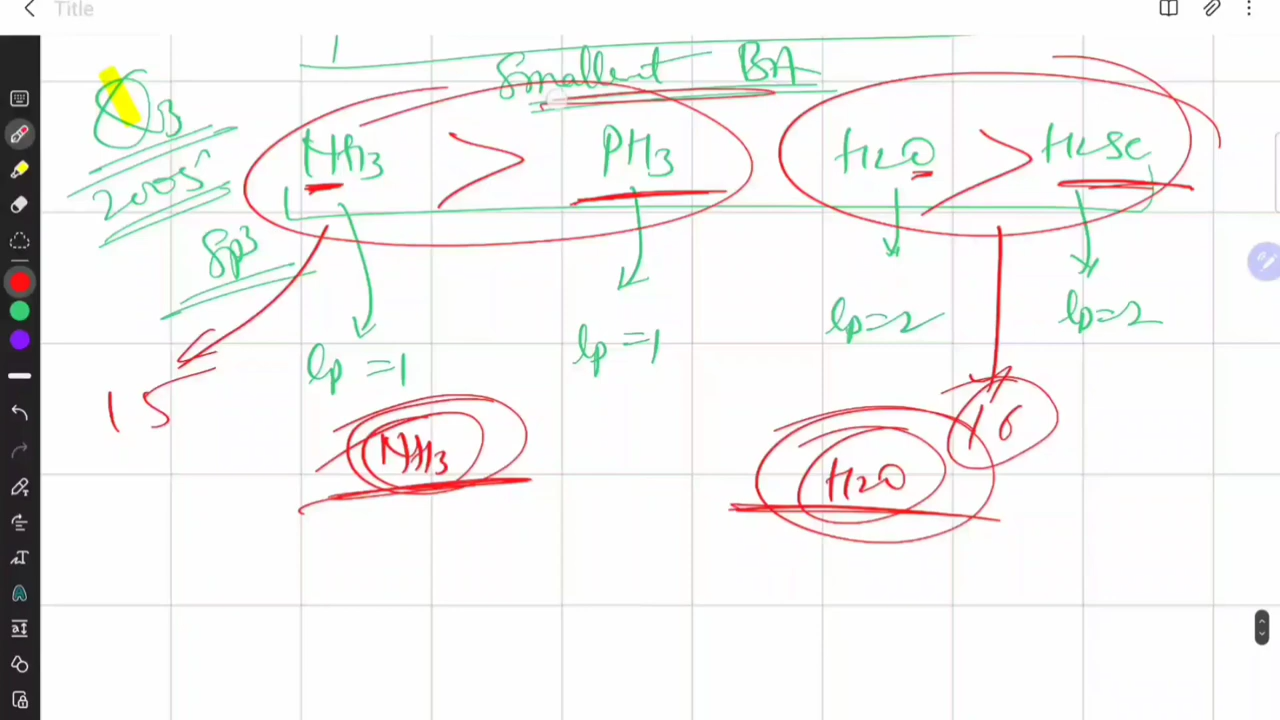 Title
Smallest BA
Q3
NH3 > PH3 H2O > H2Se
2005
Sp3
lp=2 lp=2
lp=1 lp=1
15
16
NH3 H2O